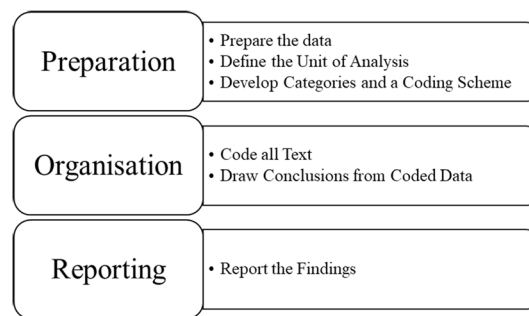 Preparation
• Prepare the data
• Define the Unit of Analysis
• Develop Categories and a Coding Scheme
Organisation
• Code all Text
• Draw Conclusions from Coded Data
Reporting
• Report the Findings